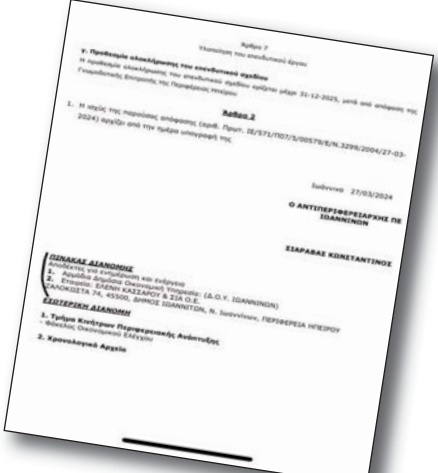 Άρθρο 7
Υλοποίηση του επενδυτικού έργου
γ. Προθεσμία ολοκλήρωσης του επενδυτικού σχεδίου
Η προθεσμία ολοκλήρωσης του επενδυτικού σχεδίου ορίζεται μέχρι 31-12-2025, μετά από απόφαση της
Γνωμοδοτικής Επιτροπής της Περιφέρειας Ηπείρου
Άρθρο 2
1. Η ισχύς της παρούσας απόφασης (αριθ. Πρωτ. ΙΕ/571/Π07/5/00579/Ε/Ν.3299/2004/27-03-
2024) αρχίζει από την ημέρα υπογραφή της
Ιωάννινα 27/03/2024
Ο ΑΝΤΙΠΕΡΙΦΕΡΕΙΑΡΧΗΣ ΠΕ
ΙΩΑΝΝΙΝΩΝ
ΣΙΑΡΑΒΑΣ ΚΩΝΣΤΑΝΤΙΝΟΣ
ΠΙΝΑΚΑΣ ΔΙΑΝΟΜΗΣ
Αποδέκτες για ενημέρωση και ενέργεια
1. Αρμόδια Δημόσια Οικονομική Υπηρεσία: (Δ.Ο.Υ. ΙΩΑΝΝΙΝΩΝ)
2. Εταιρεία: ΕΛΕΝΗ ΚΑΣΣΑΡΟΥ & ΣΙΑ Ο.Ε.
ΖΑΛΟΚΩΣΤΑ 74, 45500, ΔΗΜΟΣ ΙΩΑΝΝΙΤΩΝ, Ν. Ιωαννίνων, ΠΕΡΙΦΕΡΕΙΑ ΗΠΕΙΡΟΥ
ΕΣΩΤΕΡΙΚΗ ΔΙΑΝΟΜΗ
1. Τμήμα Κινήτρων Περιφερειακής Ανάπτυξης
- Φάκελος Οικονομικού Ελέγχου
2. Χρονολογικό Αρχείο